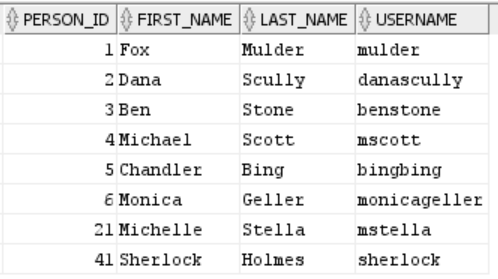 PERSON_ID FIRST_NAME LAST_NAME USERNAME
1 Fox Mulder mulder
2 Dana Scully danascully
3 Ben Stone benstone
4 Michael Scott mscott
5 Chandler Bing bingbing
6 Monica Geller monicageller
21 Michelle Stella mstella
41 Sherlock Holmes sherlock